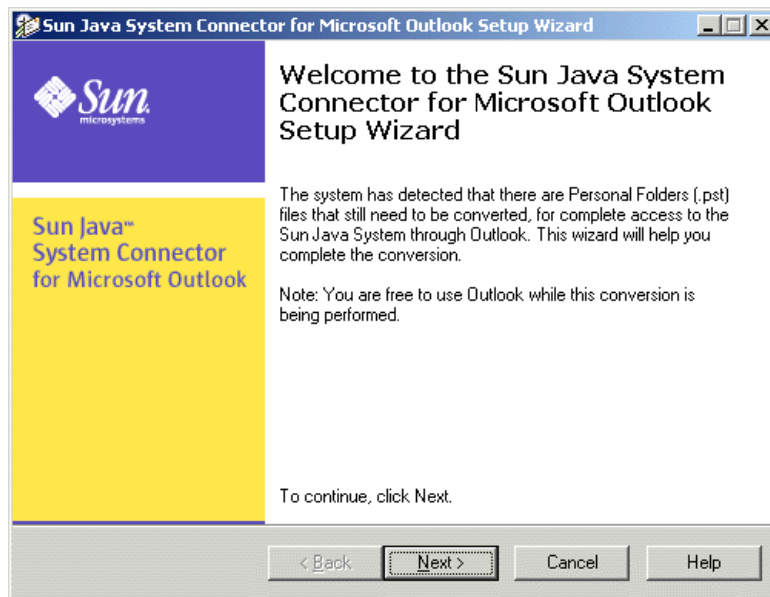 Sun Java System Connector for Microsoft Outlook Setup Wizard
Sun
microsystems
Sun Java™
System Connector
for Microsoft Outlook
Welcome to the Sun Java System
Connector for Microsoft Outlook
Setup Wizard
The system has detected that there are Personal Folders (.pst)
files that still need to be converted, for complete access to the
Sun Java System through Outlook. This wizard will help you
complete the conversion.
Note: You are free to use Outlook while this conversion is
being performed.
To continue, click Next.
< Back
Next >
Cancel
Help